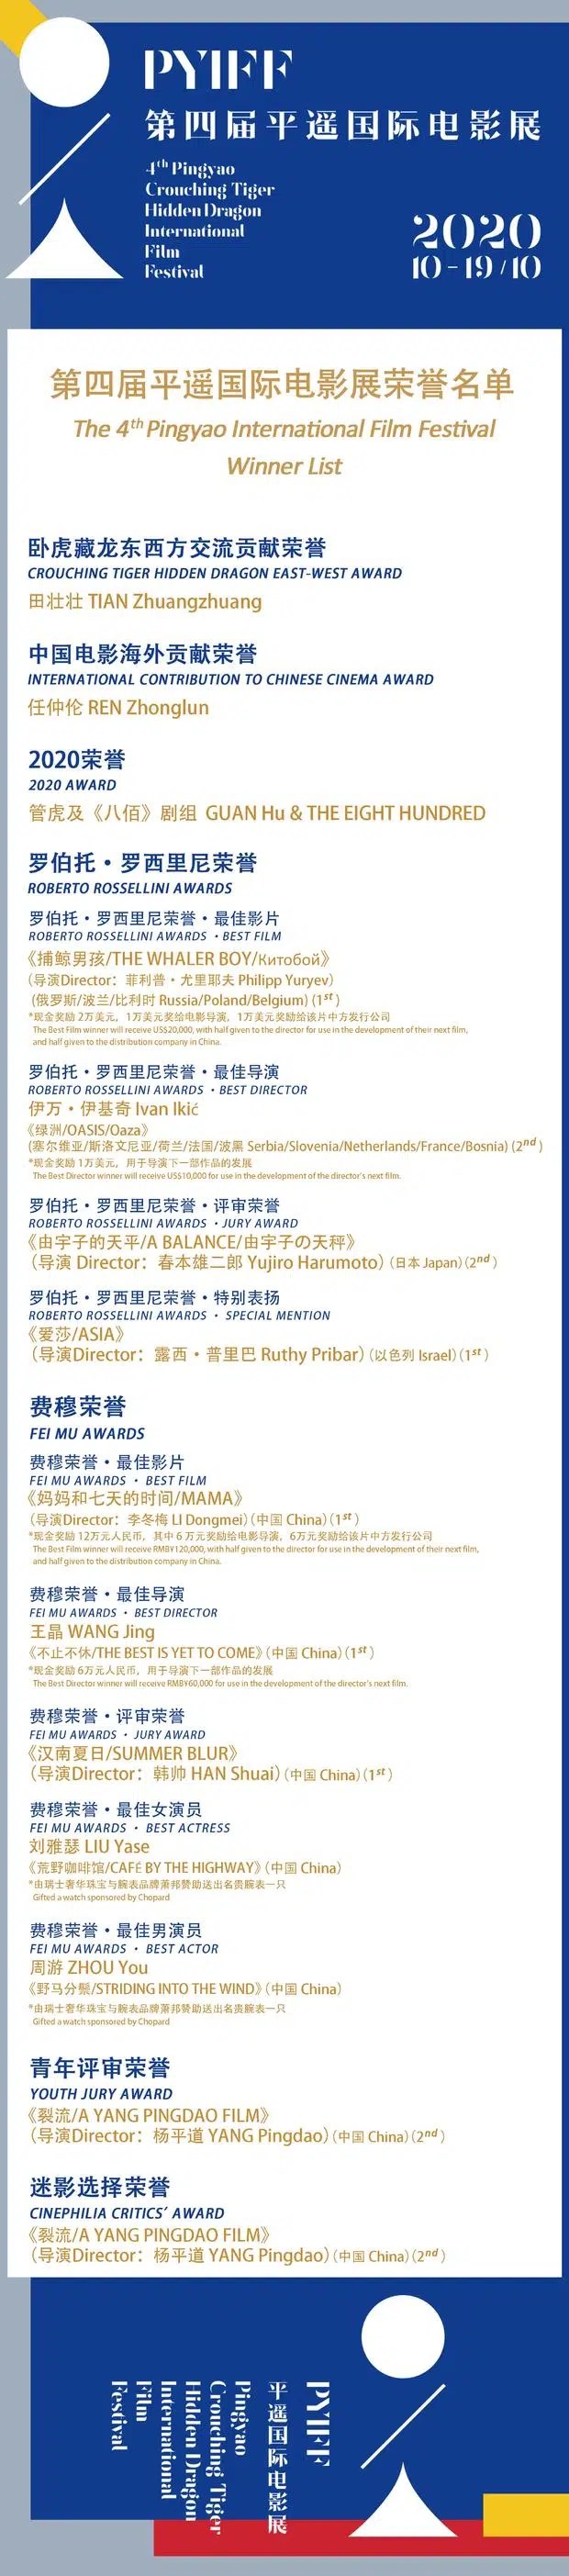 PYIFF
第四届平遥国际电影展
4th Pingyao
Crouching Tiger
Hidden Dragon
International
Film
Festival
2020
10-19/10
第四届平遥国际电影展荣誉名单
The 4th Pingyao International Film Festival
Winner List
卧虎藏龙东西方交流贡献荣誉
CROUCHING TIGER HIDDEN DRAGON EAST-WEST AWARD
田壮壮 TIAN Zhuangzhuang
中国电影海外贡献荣誉
INTERNATIONAL CONTRIBUTION TO CHINESE CINEMA AWARD
任仲伦 REN Zhonglun
2020荣誉
2020 AWARD
管虎及《八佰》剧组 GUAN Hu & THE EIGHT HUNDRED
罗伯托·罗西里尼荣誉
ROBERTO ROSSELLINI AWARDS
罗伯托·罗西里尼荣誉·最佳影片
ROBERTO ROSSELLINI AWARDS · BEST FILM
《捕鲸男孩/THE WHALER BOY/Китобой》
(导演Director：菲利普·尤里耶夫 Philipp Yuryev)
(俄罗斯/波兰/比利时 Russia/Poland/Belgium) (1st)
*现金奖励 2万美元，1万美元奖励给电影导演，1万美元奖励给该片中方发行公司
The Best Film winner will receive US$20,000, with half given to the director for use in the development of their next film,
and half given to the distribution company in China.
罗伯托·罗西里尼荣誉·最佳导演
ROBERTO ROSSELLINI AWARDS · BEST DIRECTOR
伊万·伊基奇 Ivan Ikić
《绿洲/OASIS/Oaza》
(塞尔维亚/斯洛文尼亚/荷兰/法国/波黑 Serbia/Slovenia/Netherlands/France/Bosnia) (2nd)
*现金奖励 1万美元，用于导演下一部作品的发展
The Best Director winner will receive US$10,000 for use in the development of the director's next film.
罗伯托·罗西里尼荣誉·评审荣誉
ROBERTO ROSSELLINI AWARDS · JURY AWARD
《由宇子的天平/A BALANCE/由宇子の天秤》
(导演 Director：春本雄二郎 Yujiro Harumoto) (日本 Japan) (2nd)
罗伯托·罗西里尼荣誉·特别表扬
ROBERTO ROSSELLINI AWARDS · SPECIAL MENTION
《爱莎/ASIA》
(导演Director：露西·普里巴 Ruthy Pribar) (以色列 Israel) (1st)
费穆荣誉
FEI MU AWARDS
费穆荣誉·最佳影片
FEI MU AWARDS · BEST FILM
《妈妈和七天的时间/MAMA》
(导演Director：李冬梅 LI Dongmei) (中国 China) (1st)
*现金奖励 12万元人民币，其中 6 万元奖励给电影导演，6万元奖励给该片中方发行公司
The Best Film winner will receive RMB¥120,000, with half given to the director for use in the development of their next film,
and half given to the distribution company in China.
费穆荣誉·最佳导演
FEI MU AWARDS · BEST DIRECTOR
王晶 WANG Jing
《不止不休/THE BEST IS YET TO COME》 (中国 China) (1st)
*现金奖励 6万元人民币，用于导演下一部作品的发展
The Best Director winner will receive RMB¥60,000 for use in the development of the director's next film.
费穆荣誉·评审荣誉
FEI MU AWARDS · JURY AWARD
《汉南夏日/SUMMER BLUR》
(导演Director：韩帅 HAN Shuai) (中国 China) (1st)
费穆荣誉·最佳女演员
FEI MU AWARDS · BEST ACTRESS
刘雅瑟 LIU Yase
《荒野咖啡馆/CAFÉ BY THE HIGHWAY》 (中国 China)
*由瑞士奢华珠宝与腕表品牌萧邦赞助送出名贵腕表一只
Gifted a watch sponsored by Chopard
费穆荣誉·最佳男演员
FEI MU AWARDS · BEST ACTOR
周游 ZHOU You
《野马分鬃/STRIDING INTO THE WIND》 (中国 China)
*由瑞士奢华珠宝与腕表品牌萧邦赞助送出名贵腕表一只
Gifted a watch sponsored by Chopard
青年评审荣誉
YOUTH JURY AWARD
《裂流/A YANG PINGDAO FILM》
(导演Director：杨平道 YANG Pingdao) (中国 China) (2nd)
迷影选择荣誉
CINEPHILIA CRITICS' AWARD
《裂流/A YANG PINGDAO FILM》
(导演Director：杨平道 YANG Pingdao) (中国 China) (2nd)
PYIFF
平遥国际电影展
Pingyao
Crouching Tiger
Hidden Dragon
International
Film
Festival